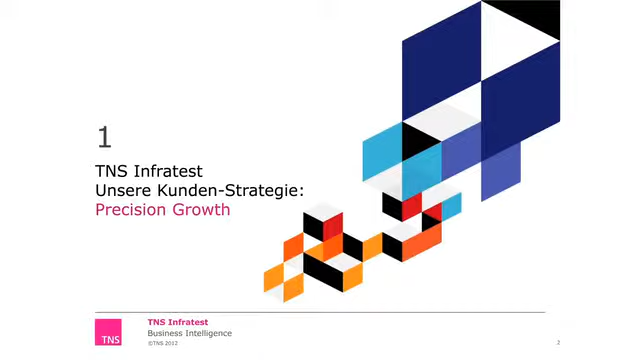 1
TNS Infratest
Unsere Kunden-Strategie:
Precision Growth
TNS
TNS Infratest
Business Intelligence
©TNS 2012
2